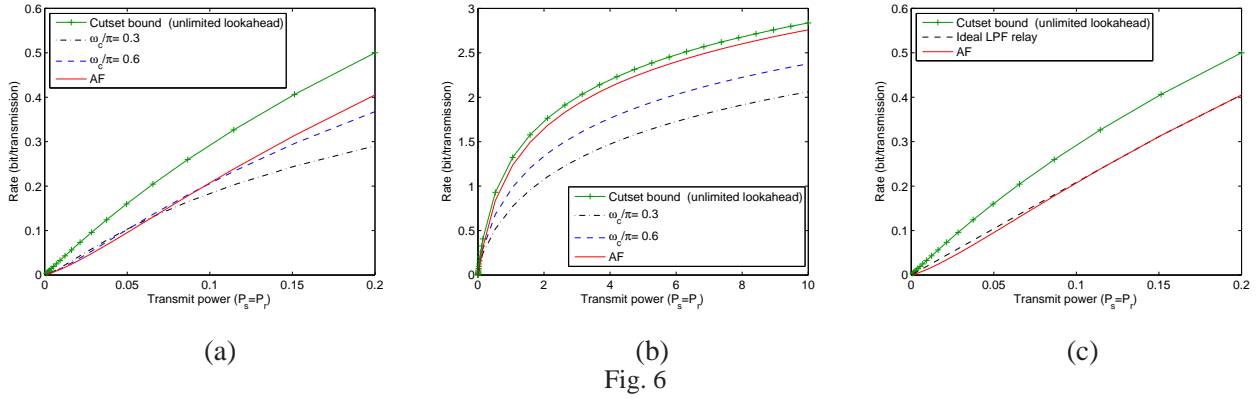 0.6
0.5
0.4
0.3
0.2
0.1
0
Rate (bit/transmission)
Cutset bound (unlimited lookahead)
ω_c/π= 0.3
ω_c/π= 0.6
AF
0 0.05 0.1 0.15 0.2
Transmit power (P_s=P_r)
(a)
3
2.5
2
1.5
1
0.5
0
Rate (bit/transmission)
Cutset bound (unlimited lookahead)
ω_c/π= 0.3
ω_c/π= 0.6
AF
0 2 4 6 8 10
Transmit power (P_s=P_r)
(b)
0.6
0.5
0.4
0.3
0.2
0.1
0
Rate (bit/transmission)
Cutset bound (unlimited lookahead)
Ideal LPF relay
AF
0 0.05 0.1 0.15 0.2
Transmit power (P_s=P_r)
(c)
Fig. 6